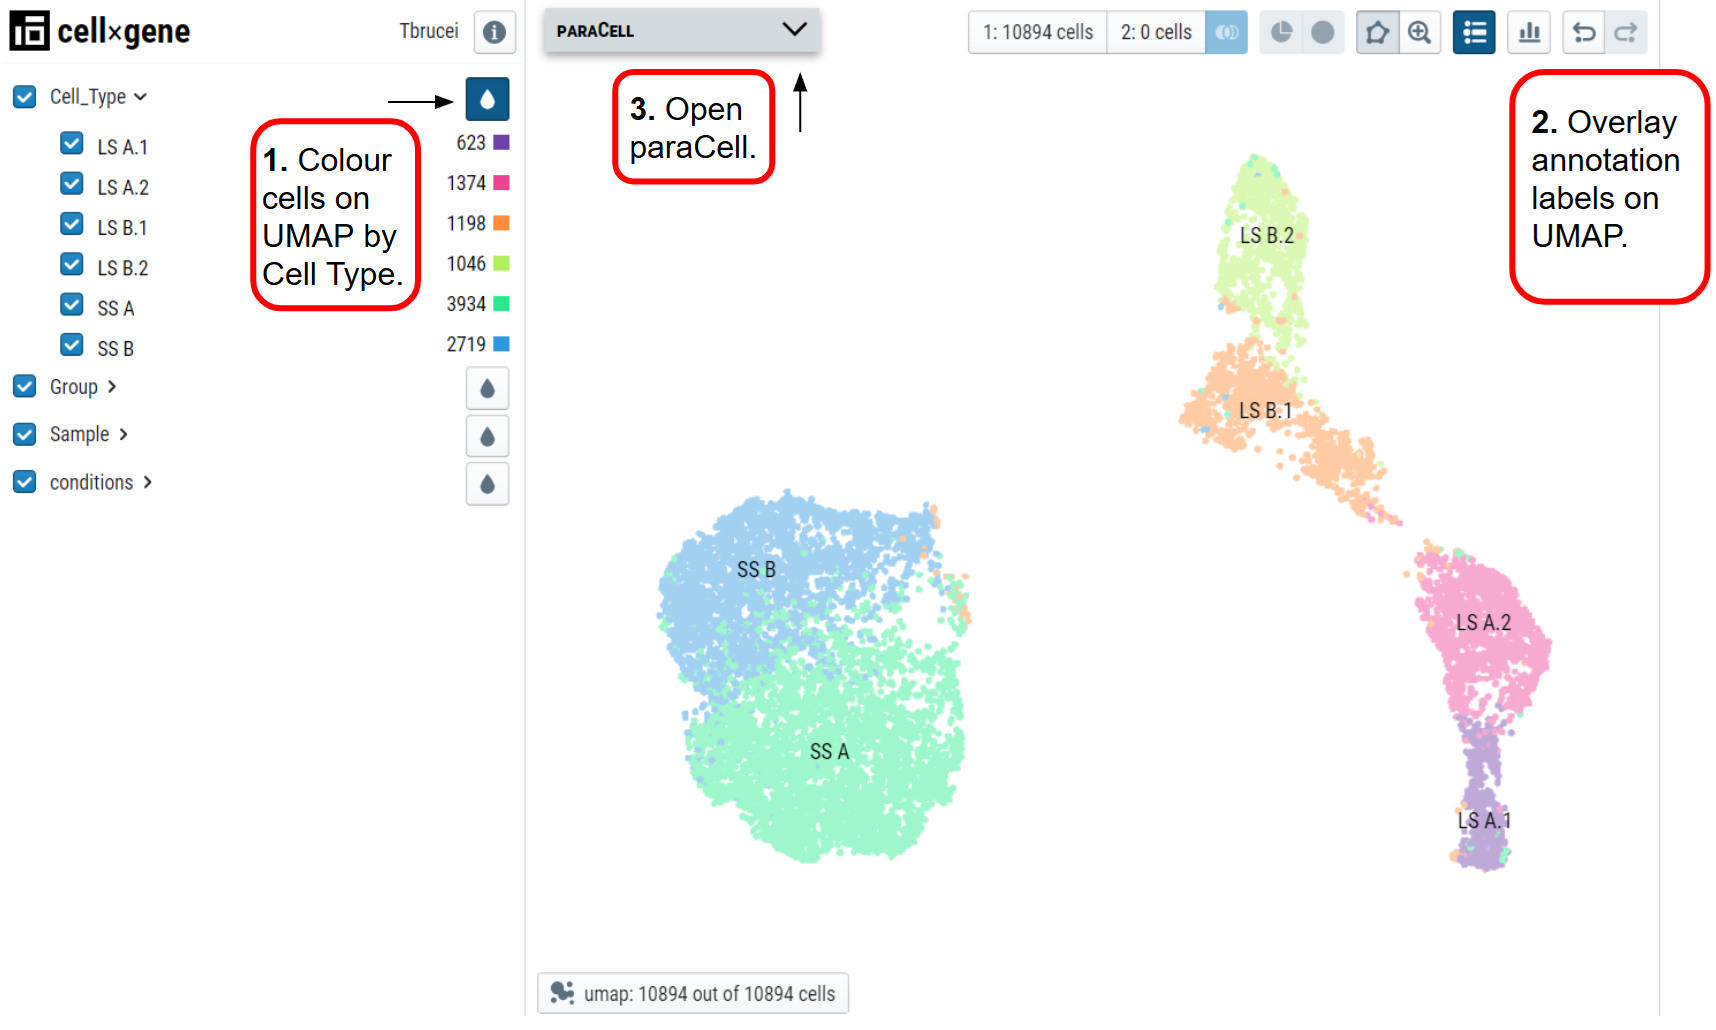 cell×gene
Tbrucei
PARACELL
1: 10894 cells
2: 0 cells
Cell_Type
LS A.1
623
LS A.2
1374
LS B.1
1198
LS B.2
1046
SS A
3934
SS B
2719
Group
Sample
conditions
1. Colour
cells on
UMAP by
Cell Type.
3. Open
paraCell.
2. Overlay
annotation
labels on
UMAP.
LS B.2
LS B.1
SS B
LS A.2
SS A
LS A.1
umap: 10894 out of 10894 cells